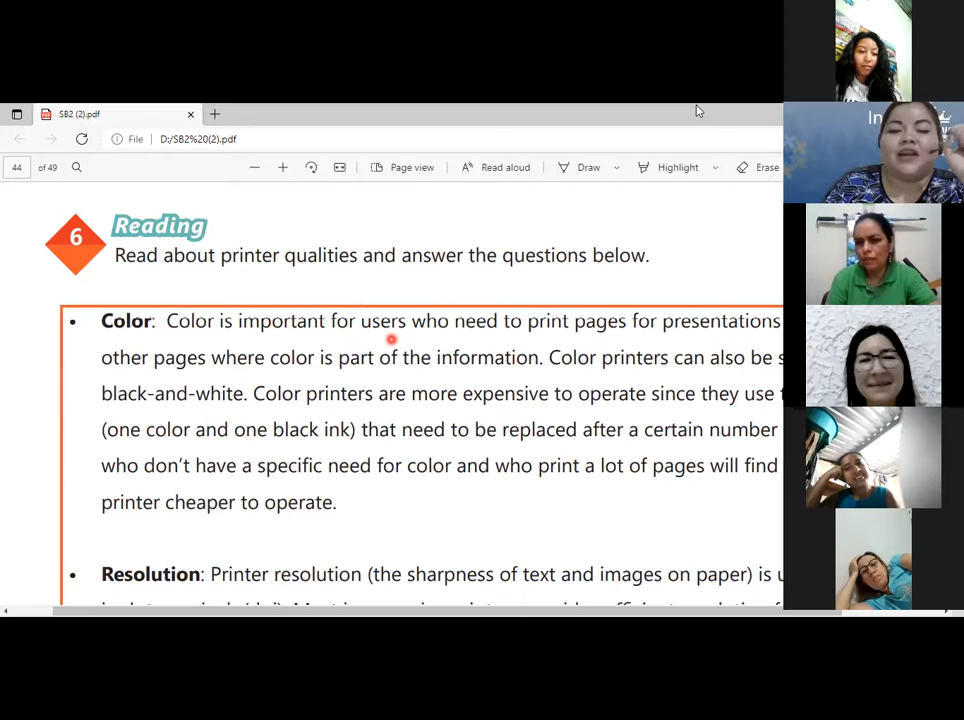 SB2 (2).pdf
File | D:/SB2%20(2).pdf
44 of 49 Page view Read aloud Draw Highlight Erase
In
6 Reading
Read about printer qualities and answer the questions below.
• Color: Color is important for users who need to print pages for presentations
other pages where color is part of the information. Color printers can also be s
black-and-white. Color printers are more expensive to operate since they use t
(one color and one black ink) that need to be replaced after a certain number
who don't have a specific need for color and who print a lot of pages will find
printer cheaper to operate.
• Resolution: Printer resolution (the sharpness of text and images on paper) is u